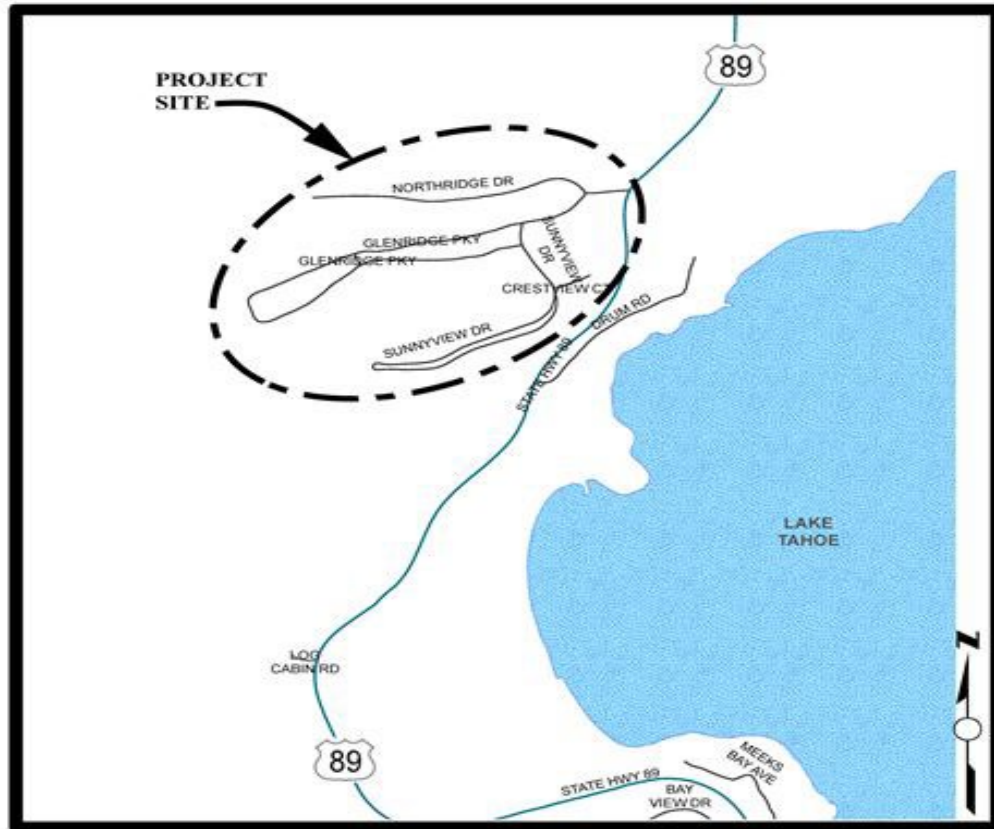 89
PROJECT
SITE
NORTHRIDGE DR
GLENRIDGE PKY
GLENRIDGE PKY
SUNNYVIEW
DR
CRESTVIEW CT
SUNNYVIEW DR
DRUM RD
STATE HWY 89
LAKE
TAHOE
LOG
CABIN RD
89
STATE HWY 89
MEEKS
BAY AVE
BAY
VIEW DR
N